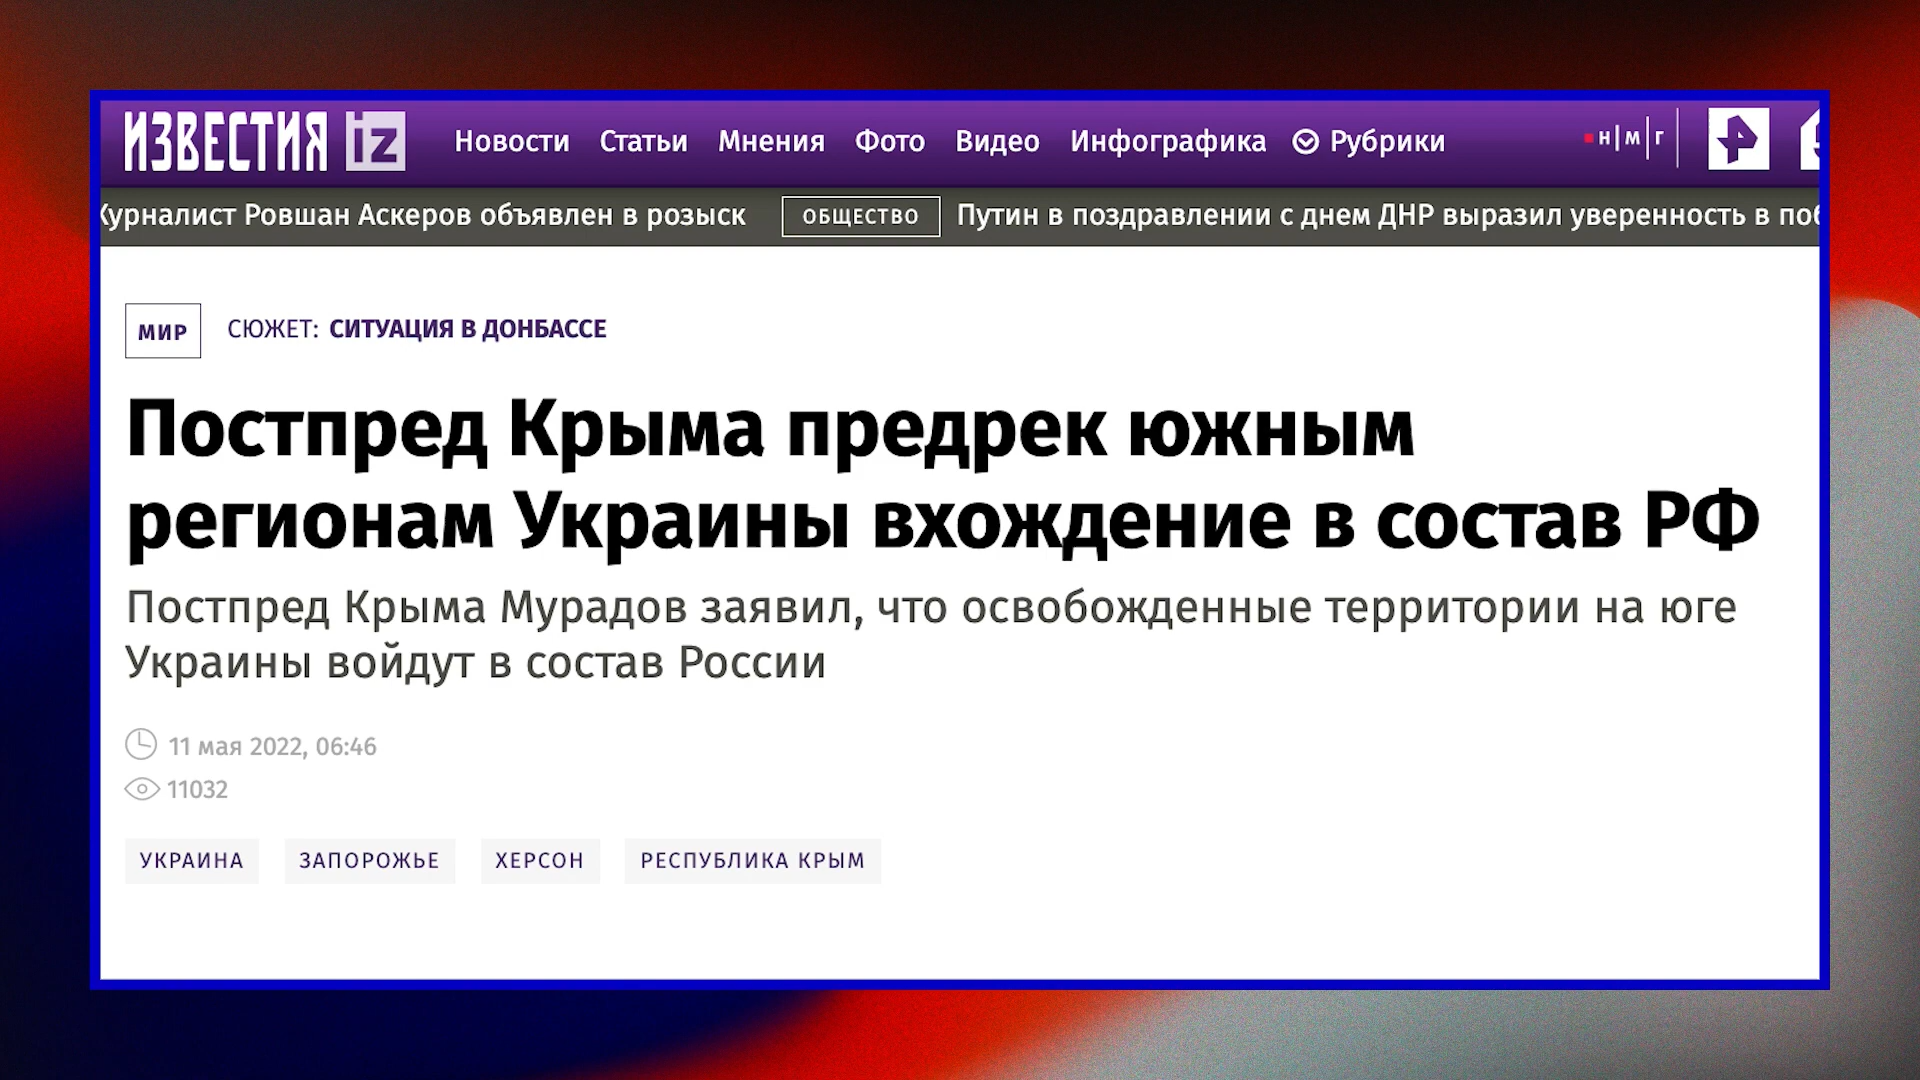 ИЗВЕСТИЯ iz Новости Статьи Мнения Фото Видео Инфографика Рубрики н|м|г
Журналист Ровшан Аскеров объявлен в розыск ОБЩЕСТВО Путин в поздравлении с днем ДНР выразил уверенность в
МИР СЮЖЕТ: СИТУАЦИЯ В ДОНБАССЕ
Постпред Крыма предрек южным
регионам Украины вхождение в состав РФ
Постпред Крыма Мурадов заявил, что освобожденные территории на юге
Украины войдут в состав России
11 мая 2022, 06:46
11032
УКРАИНА ЗАПОРОЖЬЕ ХЕРСОН РЕСПУБЛИКА КРЫМ